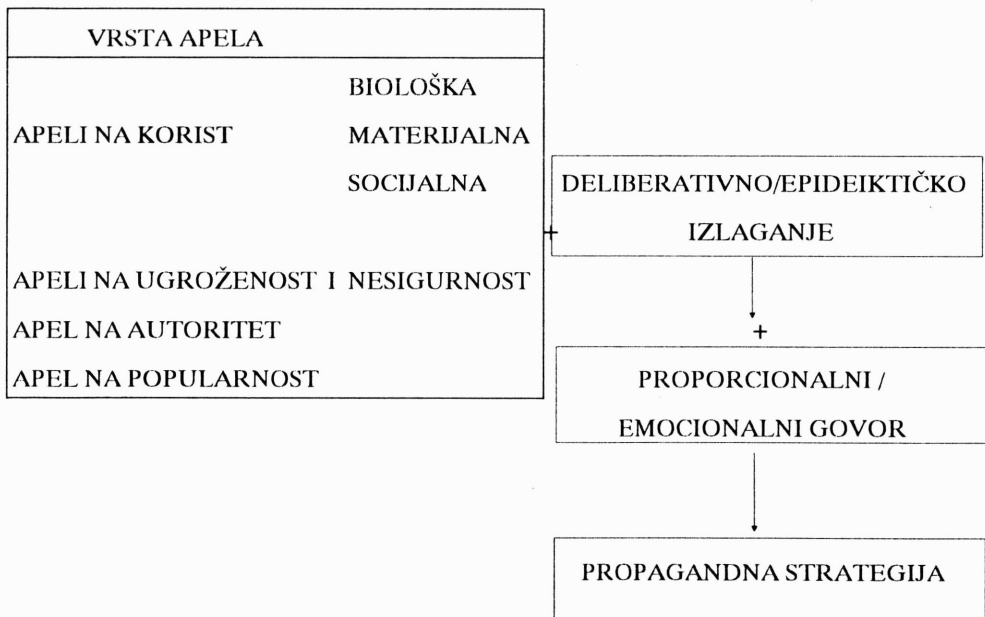 VRSTA APELA
BIOLOŠKA
APELI NA KORIST MATERIJALNA
SOCIJALNA
APELI NA UGROŽENOST I NESIGURNOST
APEL NA AUTORITET
APEL NA POPULARNOST
+
DELIBERATIVNO/EPIDEIKTIČKO
IZLAGANJE
+
PROPORCIONALNI /
EMOCIONALNI GOVOR
PROPAGANDNA STRATEGIJA